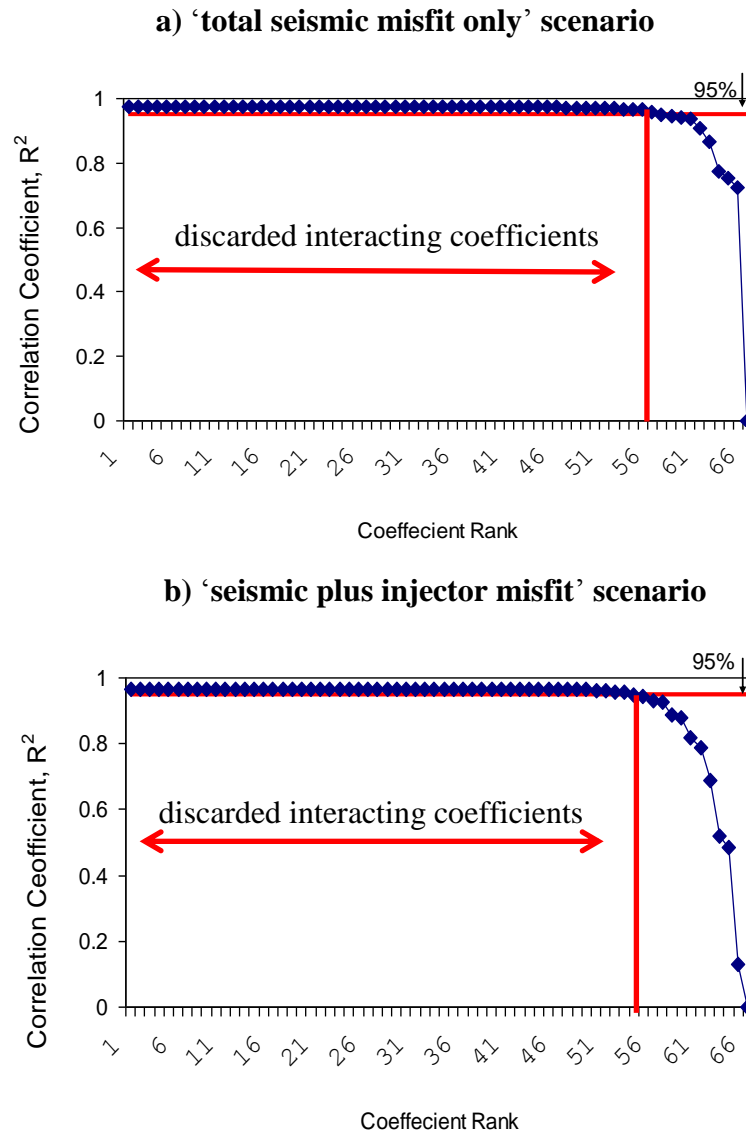 a) ‘total seismic misfit only’ scenario
95%
1
0.8
0.6
0.4
0.2
0
Correlation Ceofficient, R²
discarded interacting coefficients
1 6 11 16 21 26 31 36 41 46 51 56 61 66
Coeffecient Rank
b) ‘seismic plus injector misfit’ scenario
95%
1
0.8
0.6
0.4
0.2
0
Correlation Ceofficient, R²
discarded interacting coefficients
1 6 11 16 21 26 31 36 41 46 51 56 61 66
Coeffecient Rank